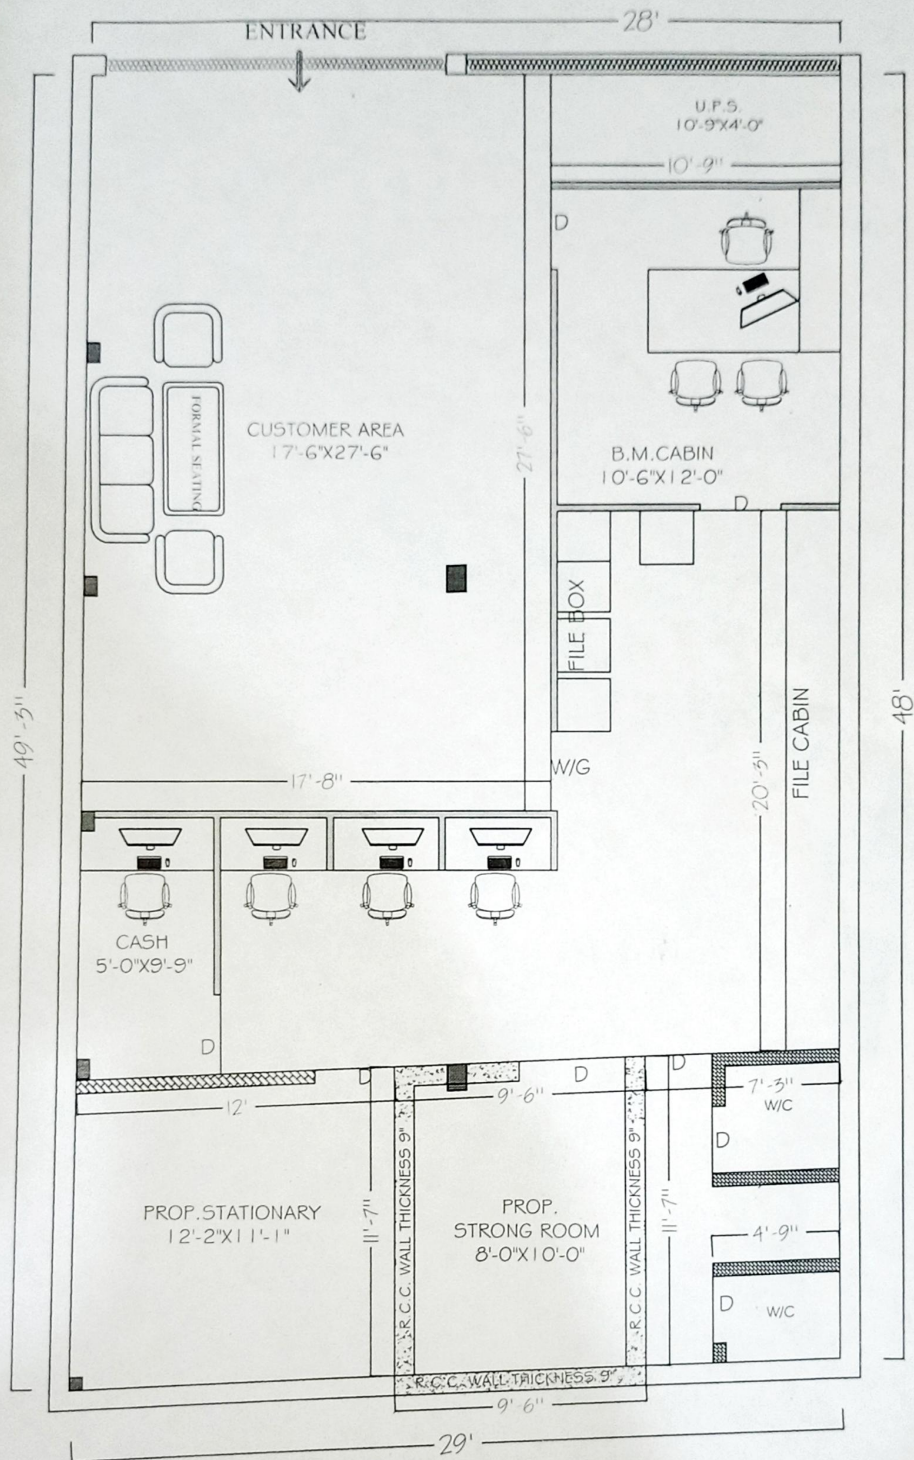 28'
ENTRANCE
U.P.S.
10'-9"X4'-0"
10'-9"
D
FORMAL SEATING
CUSTOMER AREA
17'-6"X27'-6"
27'-6"
B.M.CABIN
10'-6"X12'-0"
D
FILE BOX
49'-3"
48'
FILE CABIN
W/G
20'-3"
17'-8"
CASH
5'-0"X9'-9"
D
D
D
D
12'
9'-6"
7'-3"
W/C
D
R.C.C. WALL THICKNESS 9"
R.C.C. WALL THICKNESS 9"
11'-7"
11'-7"
PROP.STATIONARY
12'-2"X11'-1"
PROP.
STRONG ROOM
8'-0"X10'-0"
4'-9"
D
W/C
R.C.C. WALL THICKNESS 9"
9'-6"
29'